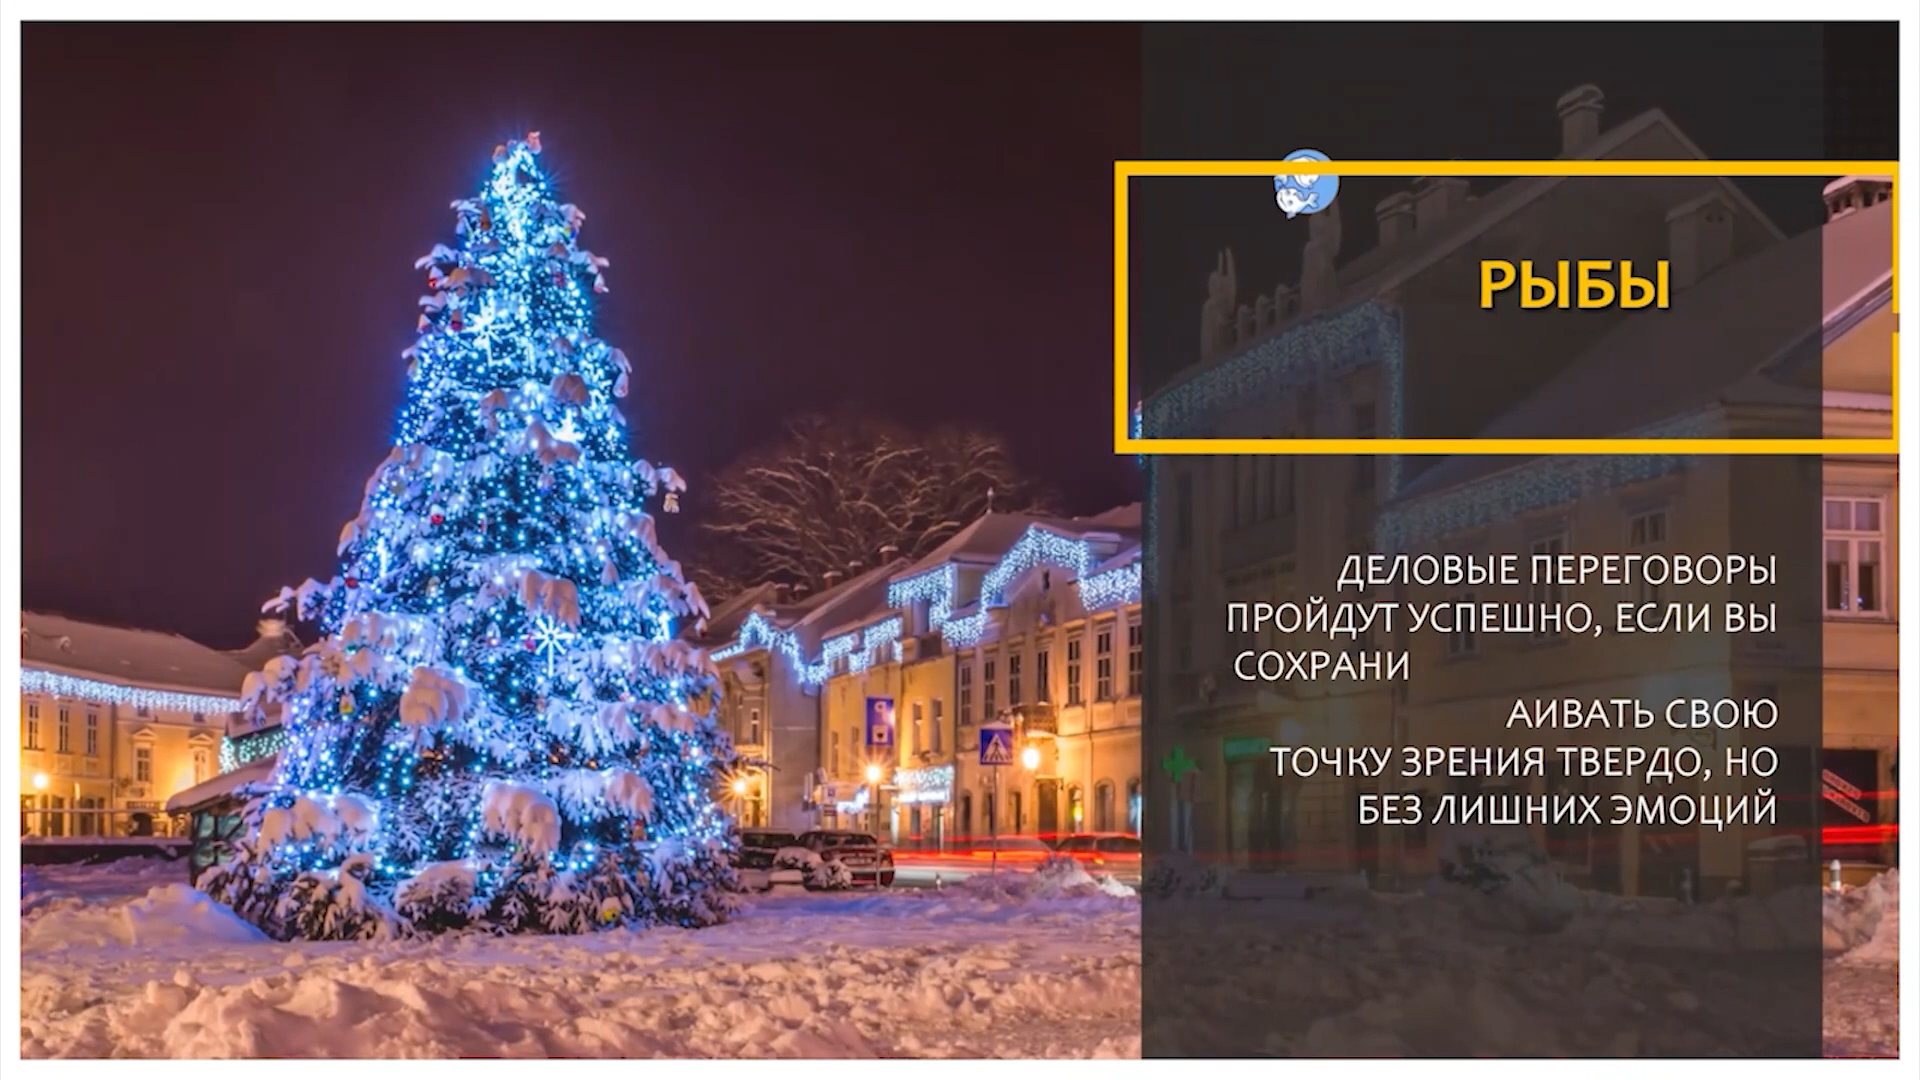 РЫБЫ
ДЕЛОВЫЕ ПЕРЕГОВОРЫ
ПРОЙДУТ УСПЕШНО, ЕСЛИ ВЫ
СОХРАНИ
АИВАТЬ СВОЮ
ТОЧКУ ЗРЕНИЯ ТВЕРДО, НО
БЕЗ ЛИШНИХ ЭМОЦИЙ